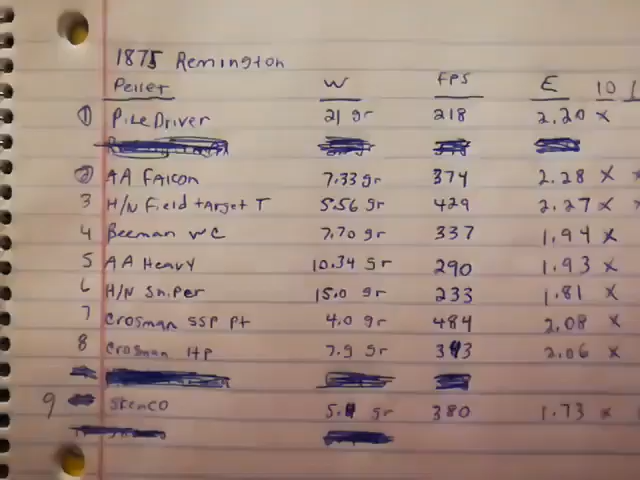 1875 Remington
Pellet W FPS E 10
1 PileDriver 21 gr 218 2.20 x
2 AA Falcon 7.33 gr 374 2.28 x
3 H/N Field tArget T 5.56 gr 429 2.27 x
4 Beeman WC 7.70 gr 337 1.94 x
5 AA Heavy 10.34 gr 290 1.93 x
6 H/N Sniper 15.0 gr 233 1.81 x
7 Crosman SSP Pt 4.0 gr 484 2.08 x
8 Crosman HP 7.9 gr 343 2.06 x
9 Skenco gr 380 1.73 x